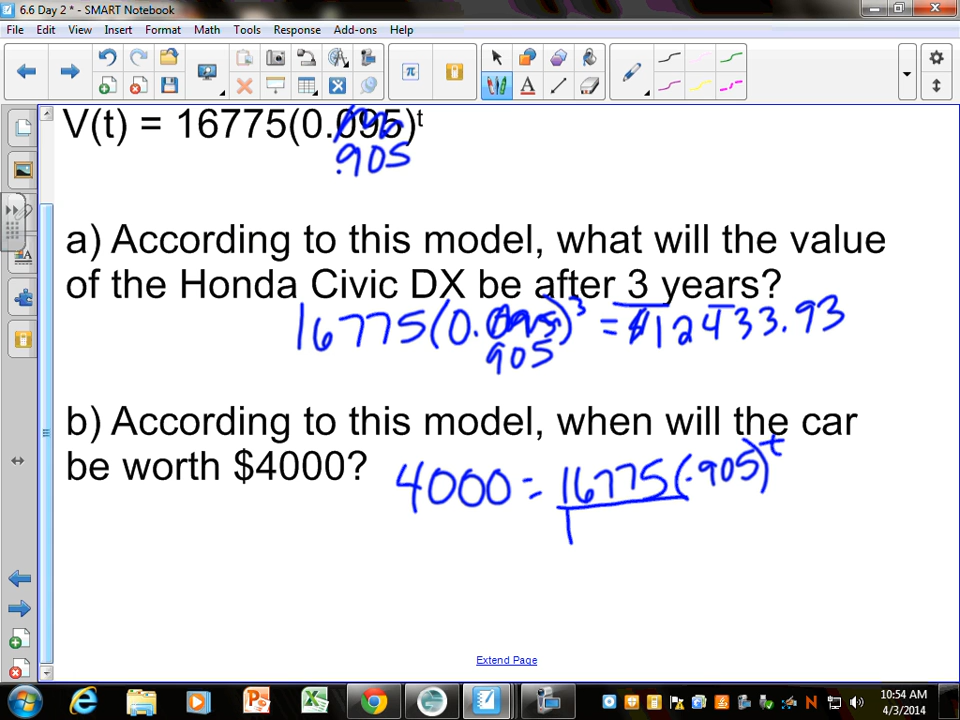 6.6 Day 2 * - SMART Notebook
File Edit View Insert Format Math Tools Response Add-ons Help
V(t) = 16775(0.095)ᵗ
.905
a) According to this model, what will the value
of the Honda Civic DX be after 3 years?
16775(0.095)³ = $12433.93
905
b) According to this model, when will the car
be worth $4000?
4000 = 16775(.905)ᵗ
1
Extend Page
10:54 AM
4/3/2014